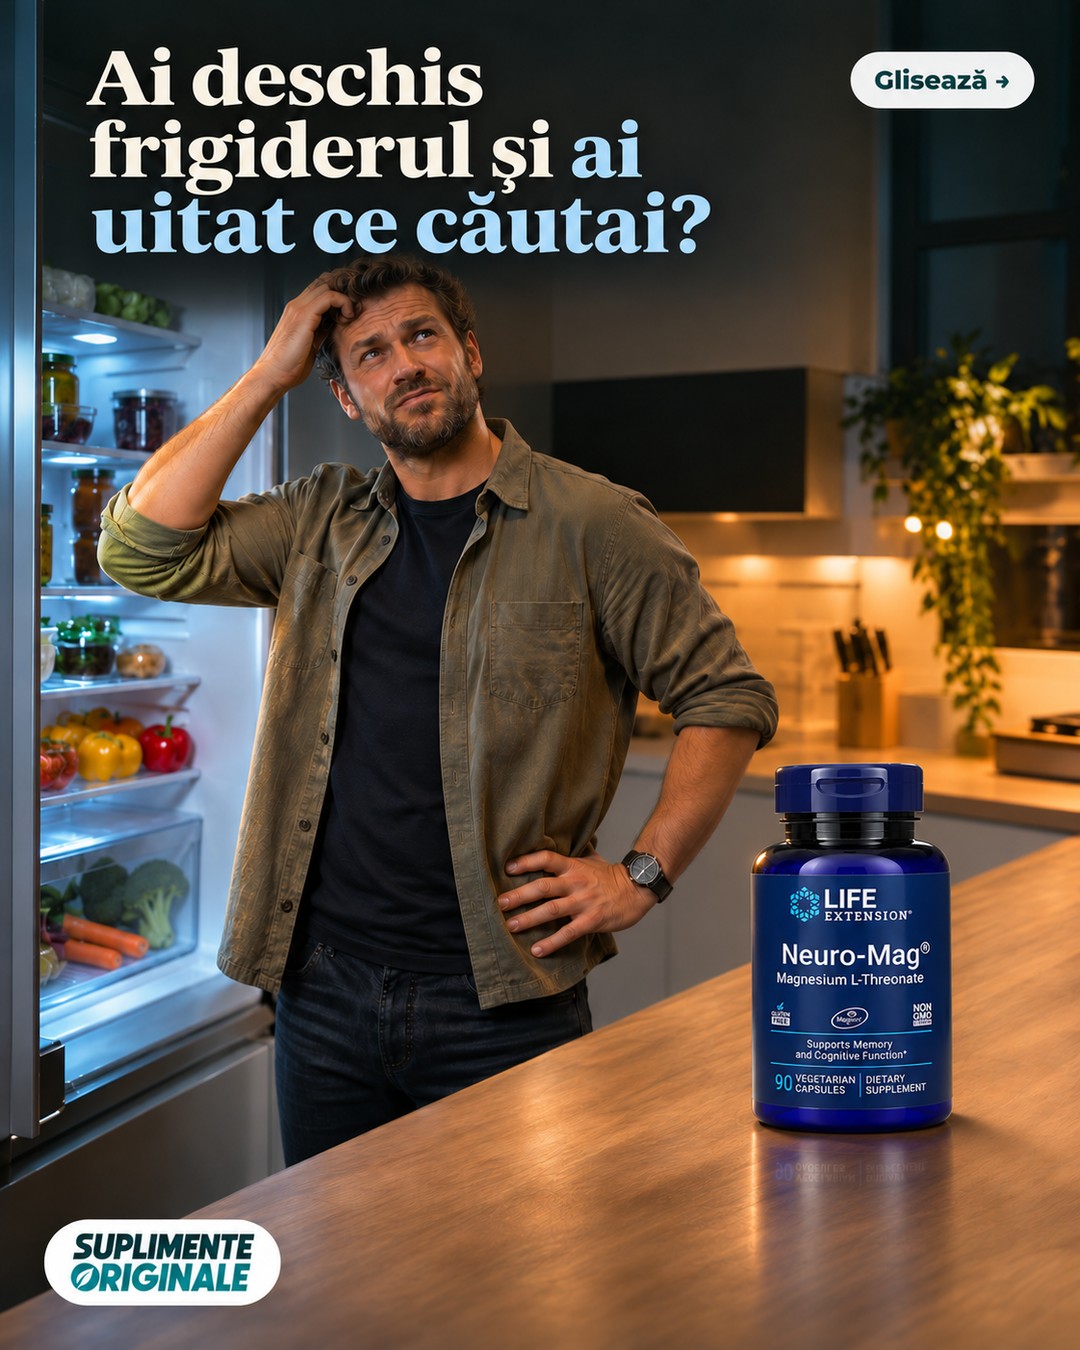 Ai deschis
frigiderul și ai
uitat ce căutai?
Glisează →
LIFE
EXTENSION®
Neuro-Mag®
Magnesium L-Threonate
GLUTEN
FREE
Magtein
NON
GMO
Supports Memory
and Cognitive Function*
90 VEGETARIAN CAPSULES | DIETARY SUPPLEMENT
SUPLIMENTE
ORIGINALE